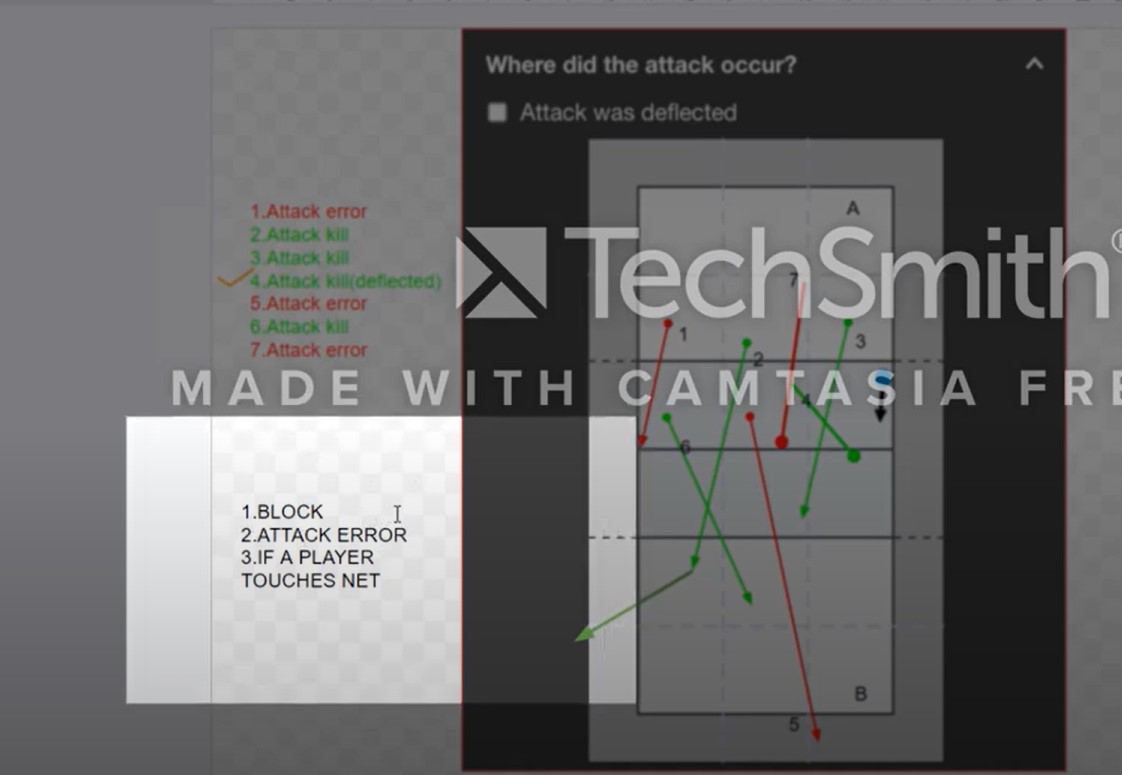 Where did the attack occur?
Attack was deflected
1.Attack error
2.Attack kill
3.Attack kill
4.Attack kill(deflected)
5.Attack error
6.Attack kill
7.Attack error
A
TechSmith®
7
1
2
3
MADE WITH CAMTASIA FRE
4
6
1.BLOCK
2.ATTACK ERROR
3.IF A PLAYER
TOUCHES NET
B
5